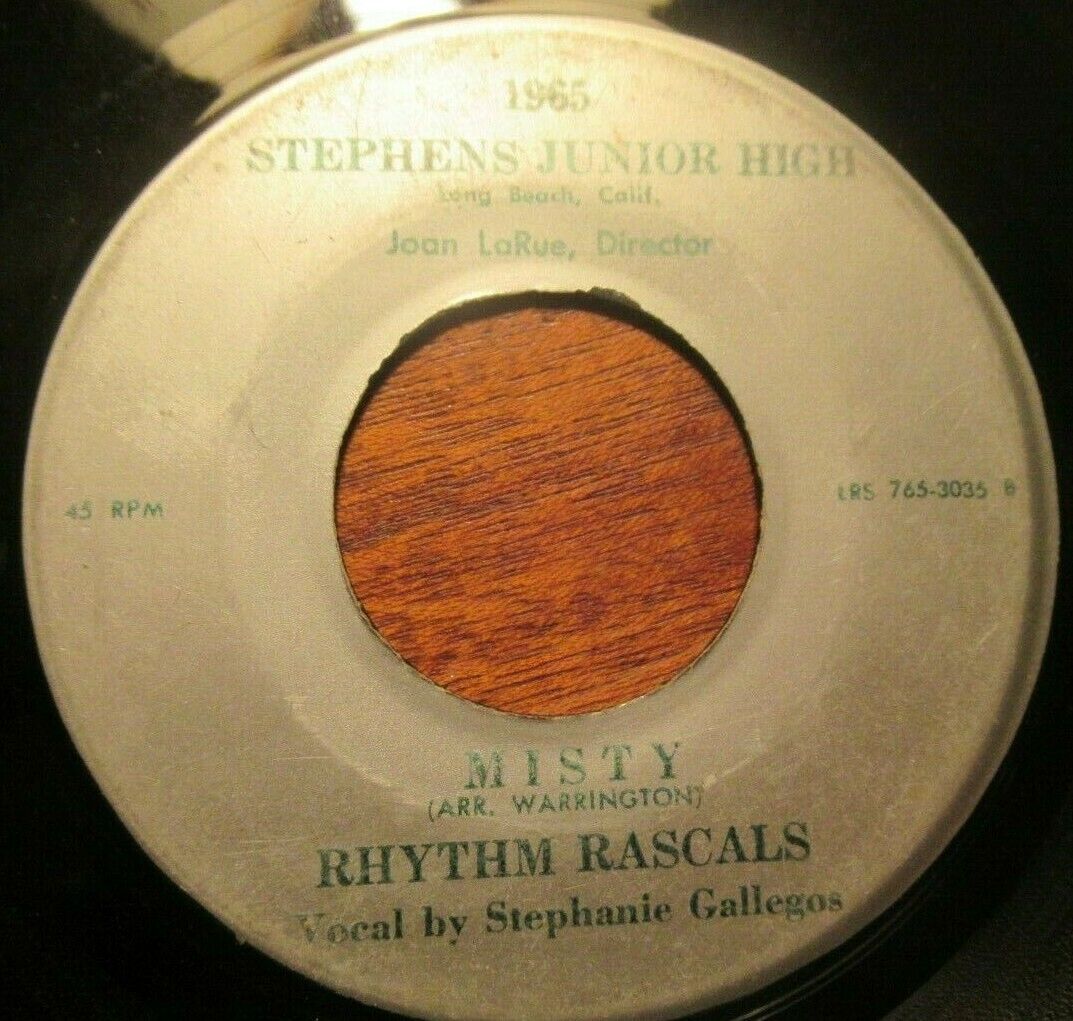 1965
STEPHENS JUNIOR HIGH
Long Beach, Calif.
Joan LaRue, Director
45 RPM
LRS 765-3035 B
MISTY
(ARR. WARRINGTON)
RHYTHM RASCALS
Vocal by Stephanie Gallegos